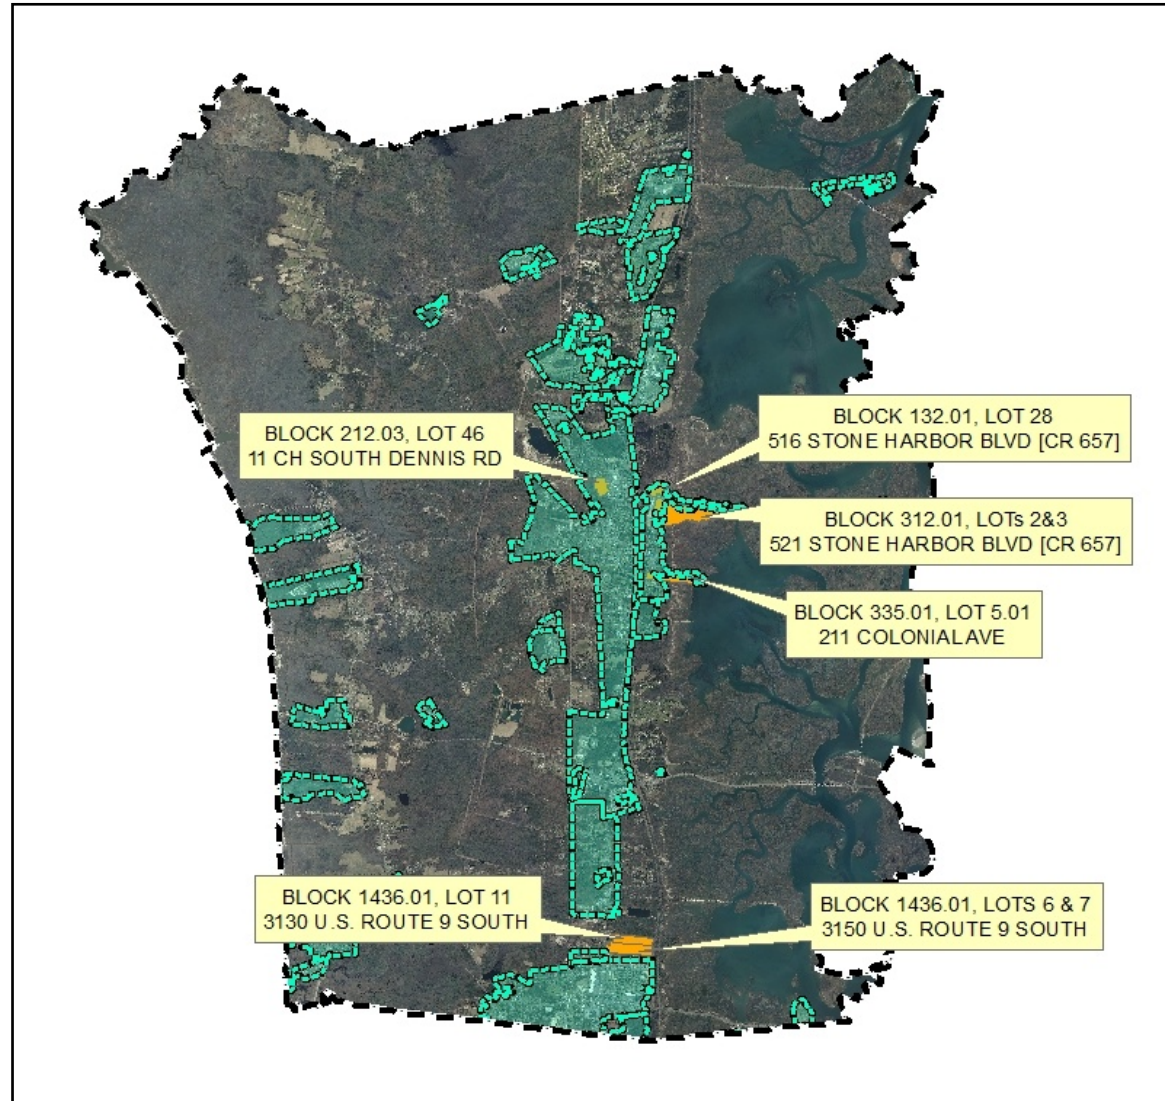 BLOCK 132.01, LOT 28
516 STONE HARBOR BLVD [CR 657]
BLOCK 212.03, LOT 46
11 CH SOUTH DENNIS RD
BLOCK 312.01, LOTs 2&3
521 STONE HARBOR BLVD [CR 657]
BLOCK 335.01, LOT 5.01
211 COLONIAL AVE
BLOCK 1436.01, LOT 11
3130 U.S. ROUTE 9 SOUTH
BLOCK 1436.01, LOTS 6 & 7
3150 U.S. ROUTE 9 SOUTH